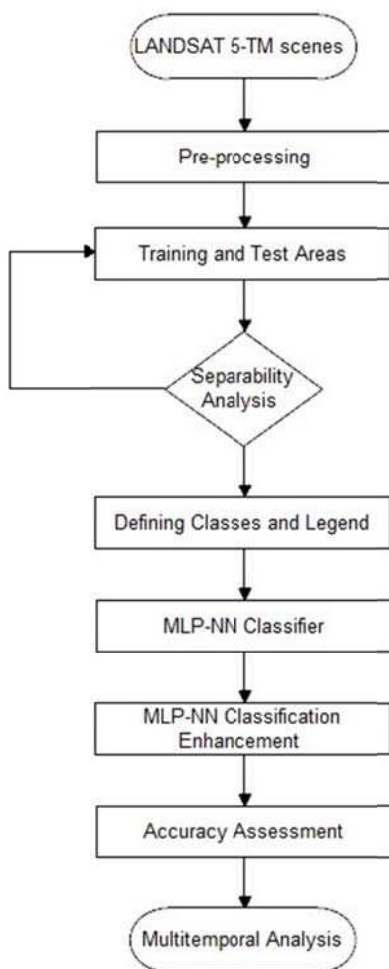 LANDSAT 5-TM scenes
Pre-processing
Training and Test Areas
Separability
Analysis
Defining Classes and Legend
MLP-NN Classifier
MLP-NN Classification
Enhancement
Accuracy Assessment
Multitemporal Analysis